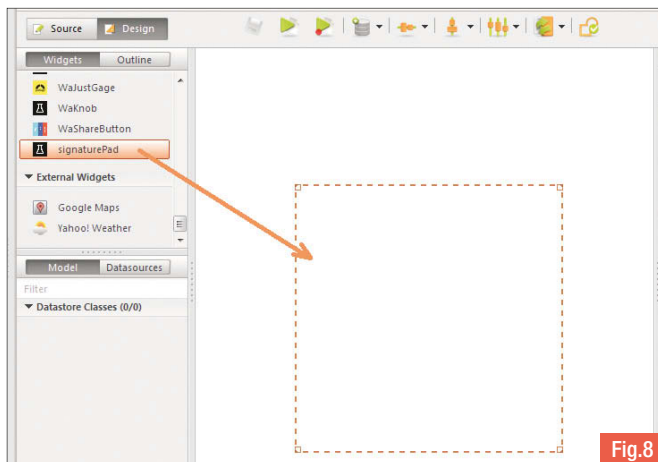 Source Design
Widgets Outline
WaJustGage
WaKnob
WaShareButton
signaturePad
External Widgets
Google Maps
Yahoo! Weather
Model Datasources
Filter
Datastore Classes (0/0)
Fig.8